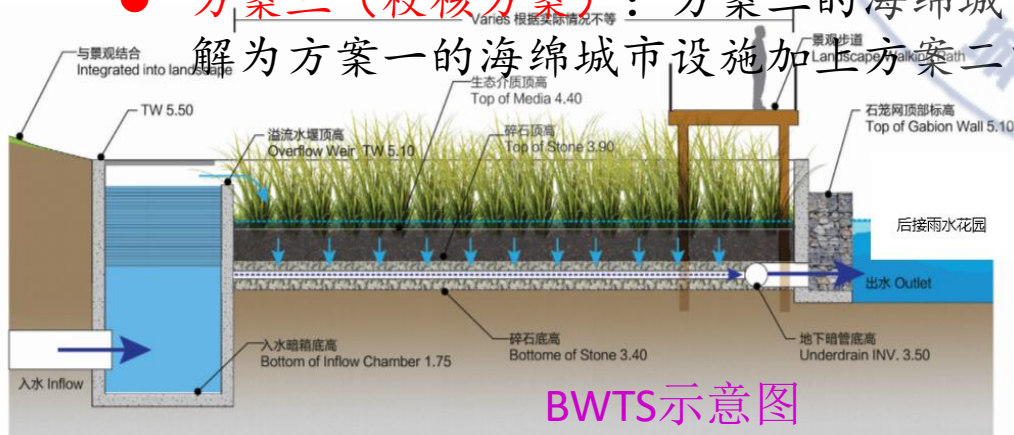 方案二（校核方案）：方案二的海绵城
解为方案一的海绵城市设施加上方案二
Varies 根据实际情况不等
与景观结合
Integrated into landscape
TW 5.50
溢流水堰顶高
Overflow Weir TW 5.10
生态介质顶高
Top of Media 4.40
碎石顶高
Top of Stone 3.90
景观步道
Landscape Walking Path
石笼网顶部标高
Top of Gabion Wall 5.10
后接雨水花园
出水 Outlet
入水 Inflow
入水暗箱底高
Bottom of Inflow Chamber 1.75
碎石底高
Bottome of Stone 3.40
地下暗管底高
Underdrain INV. 3.50
BWTS示意图